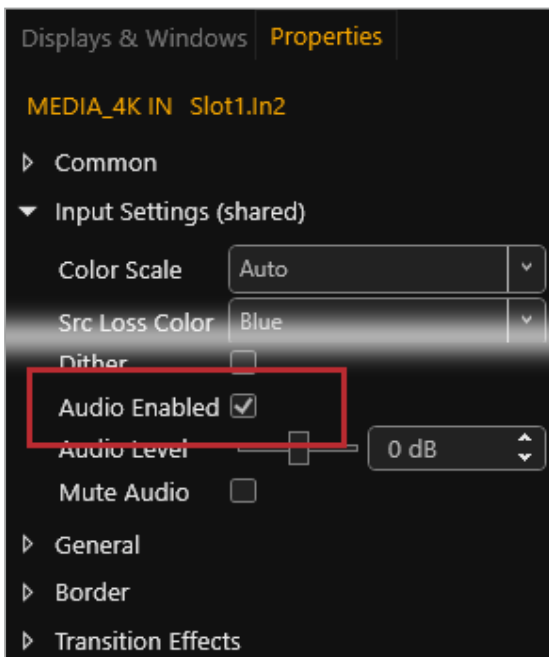 Displays & Windows Properties
MEDIA_4K IN Slot1.In2
Common
Input Settings (shared)
Color Scale Auto
Src Loss Color Blue
Dither
Audio Enabled
Audio Level 0 dB
Mute Audio
General
Border
Transition Effects